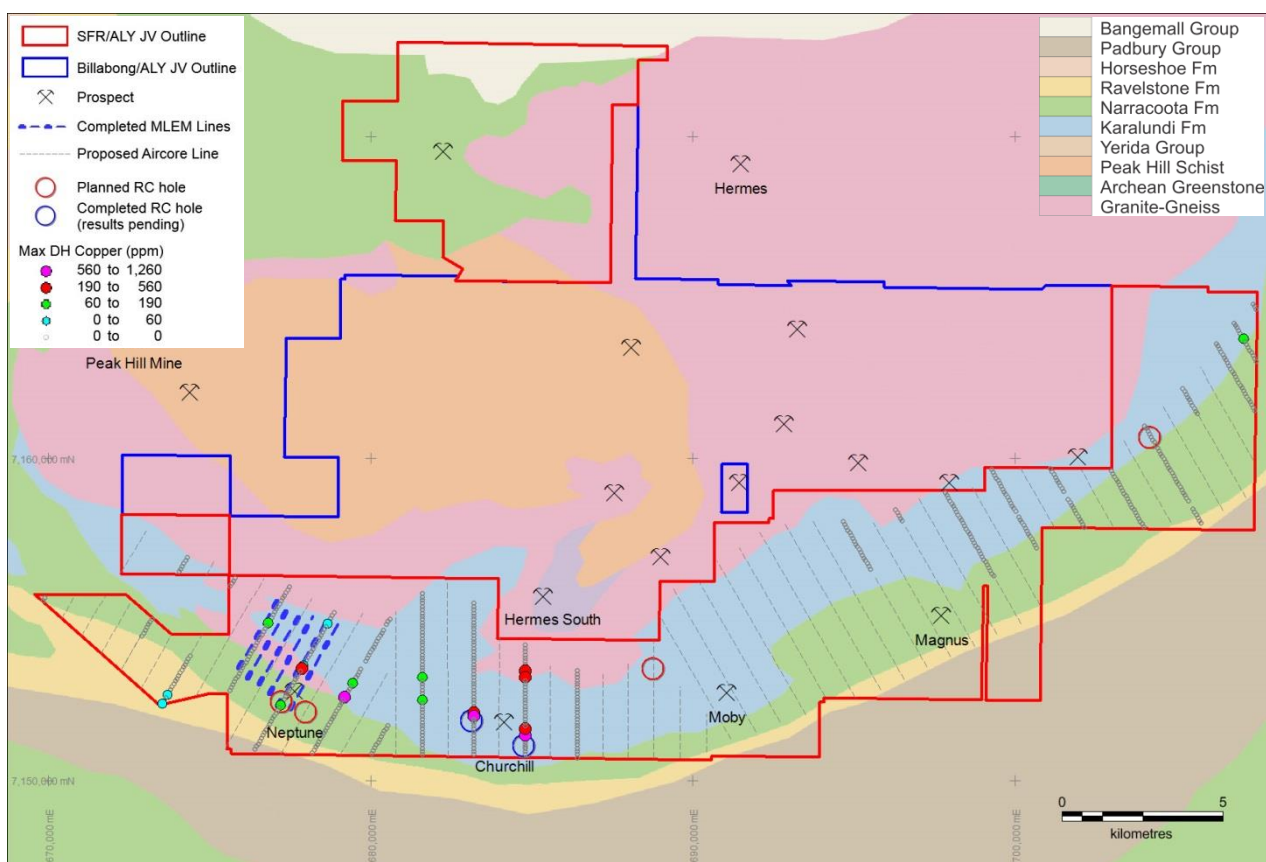 SFR/ALY JV Outline
Billabong/ALY JV Outline
Prospect
Completed MLEM Lines
Proposed Aircore Line
Planned RC hole
Completed RC hole
(results pending)
Max DH Copper (ppm)
560 to 1,260
190 to 560
60 to 190
0 to 60
0 to 0
Bangemall Group
Padbury Group
Horseshoe Fm
Ravelstone Fm
Narracoota Fm
Karalundi Fm
Yerida Group
Peak Hill Schist
Archean Greenstone
Granite-Gneiss
Hermes
Peak Hill Mine
7,160,000 mN
Hermes South
Magnus
Moby
Neptune
Churchill
7,150,000 mN
670,000 mE
680,000 mE
690,000 mE
700,000 mE
0 5
kilometres